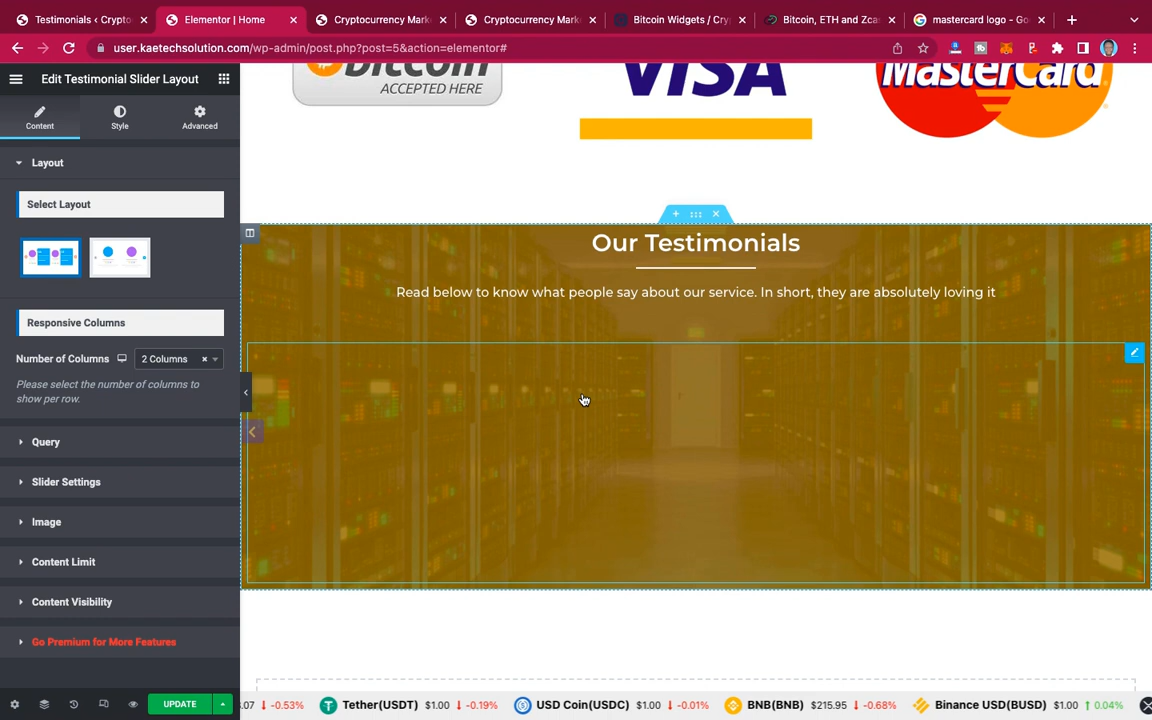 Testimonials ‹ Crypto
Elementor | Home
Cryptocurrency Mark
Cryptocurrency Mark
Bitcoin Widgets / Cry
Bitcoin, ETH and Zca
mastercard logo - Go
user.kaetechsolution.com/wp-admin/post.php?post=5&action=elementor#
Edit Testimonial Slider Layout
Content
Style
Advanced
Layout
Select Layout
Responsive Columns
Number of Columns
2 Columns
Please select the number of columns to
show per row.
Query
Slider Settings
Image
Content Limit
Content Visibility
Go Premium for More Features
UPDATE
bitcoin
ACCEPTED HERE
VISA
MasterCard
Our Testimonials
Read below to know what people say about our service. In short, they are absolutely loving it
.07 ↓ -0.53%
Tether(USDT) $1.00 ↓ -0.19%
USD Coin(USDC) $1.00 ↓ -0.01%
BNB(BNB) $215.95 ↓ -0.68%
Binance USD(BUSD) $1.00 ↑ 0.04%